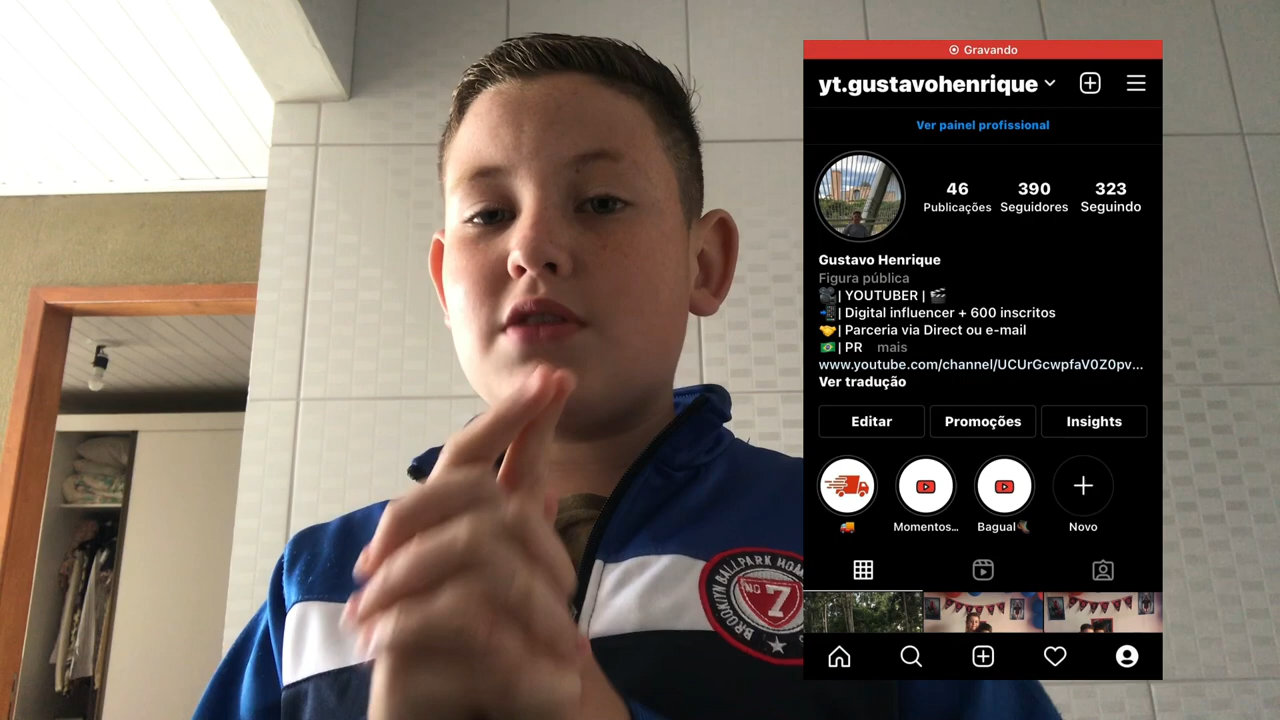 Gravando
yt.gustavohenrique
Ver painel profissional
46 390 323
Publicações Seguidores Seguindo
Gustavo Henrique
Figura pública
| YOUTUBER |
| Digital influencer + 600 inscritos
| Parceria via Direct ou e-mail
| PR mais
www.youtube.com/channel/UCUrGcwpfaV0Z0pv...
Ver tradução
Editar Promoções Insights
Momentos... Bagual Novo
BROOKLYN BALLPARK HOM
NO 7